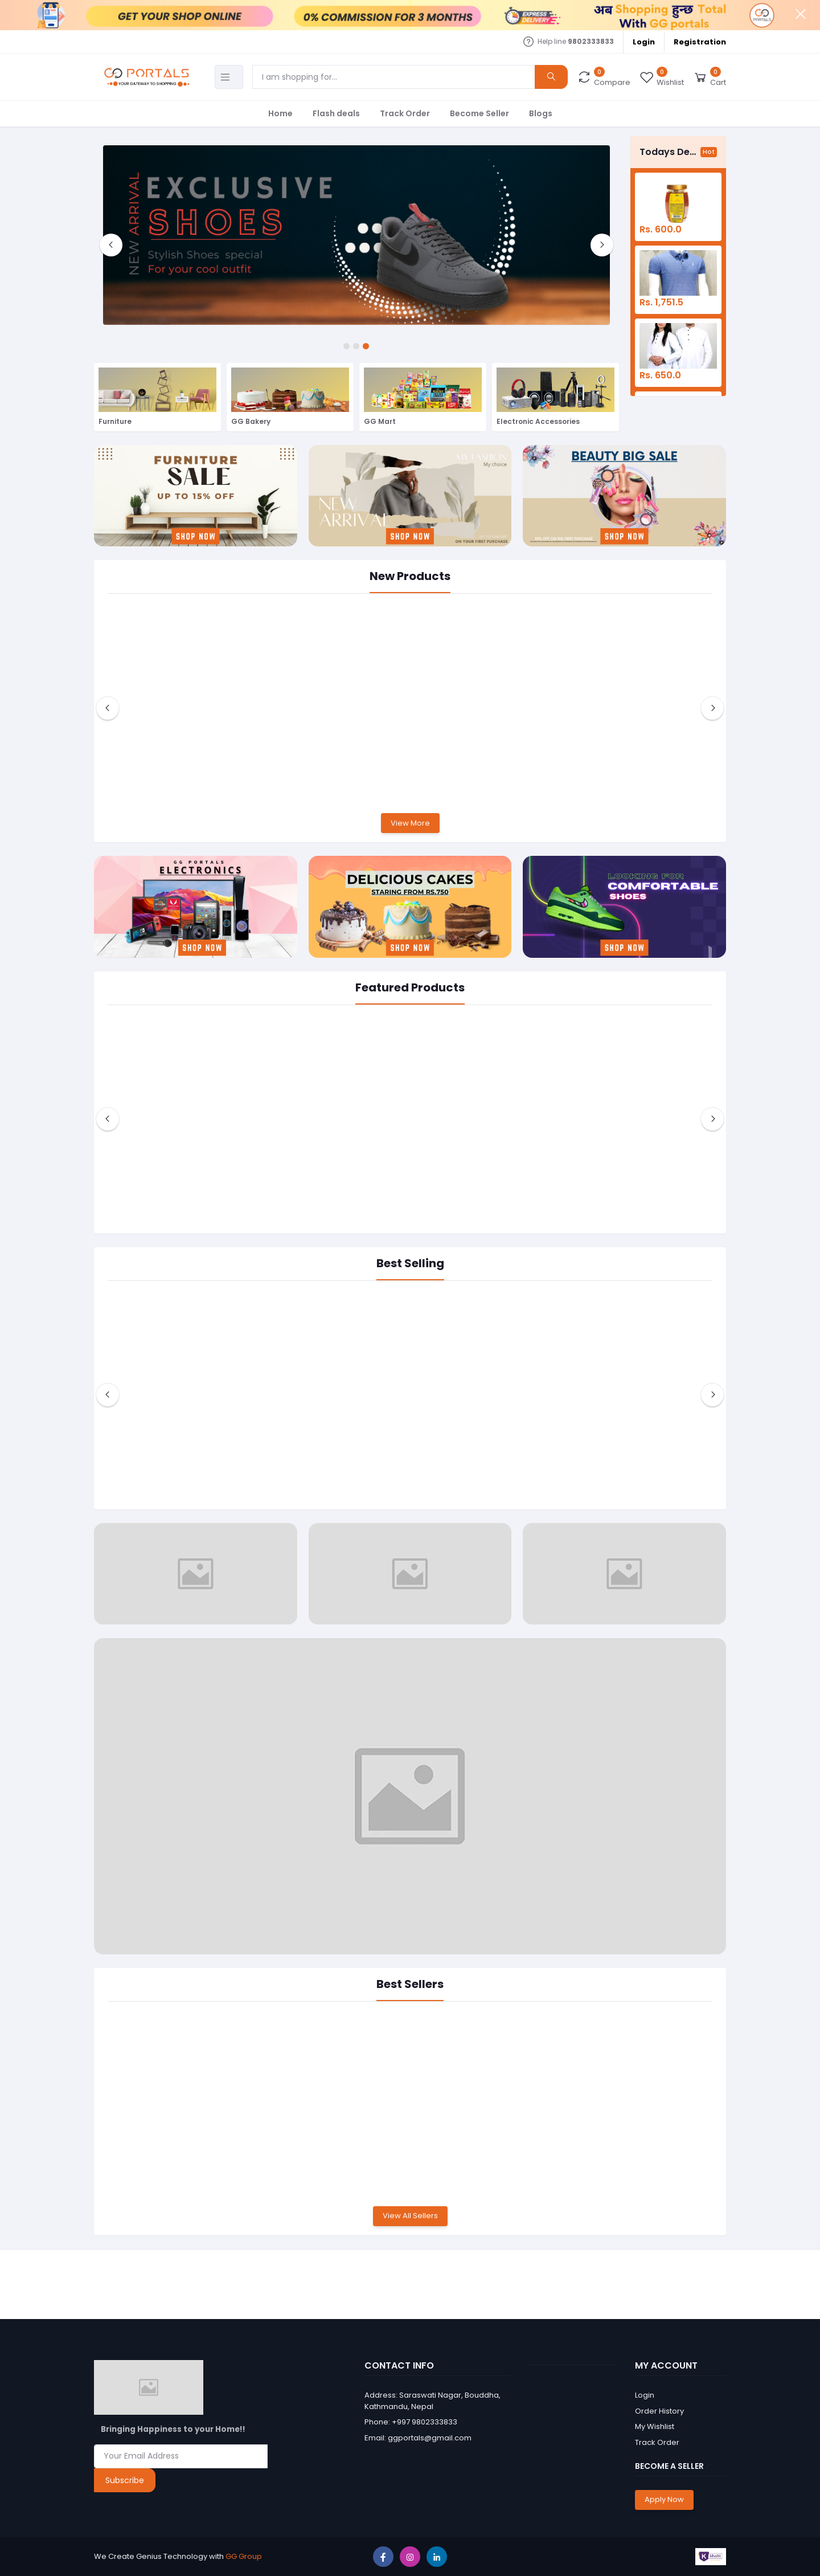 GET YOUR SHOP ONLINE
0% COMMISSION FOR 3 MONTHS
EXPRESS DELIVERY
अब Shopping हुन्छ Total
With GG portals
Help line 9802333833
Login
Registration
PORTALS
YOUR GATEWAY TO SHOPPING
I am shopping for...
0
Compare
0
Wishlist
0
Cart
Home
Flash deals
Track Order
Become Seller
Blogs
NEW ARRIVAL
EXCLUSIVE
SHOES
Stylish Shoes special
For your cool outfit
Todays De...
Hot
Rs. 600.0
Rs. 1,751.5
Rs. 650.0
Furniture
GG Bakery
GG Mart
Electronic Accessories
FURNITURE
SALE
UP TO 15% OFF
SHOP NOW
MY FASHION
My choice
NEW
ARRIVAL
SHOP NOW
ON YOUR FIRST PURCHASE
BEAUTY BIG SALE
SHOP NOW
New Products
View More
GG PORTALS
ELECTRONICS
SHOP NOW
DELICIOUS CAKES
STARING FROM RS.750
SHOP NOW
LOOKING FOR
COMFORTABLE
SHOES
SHOP NOW
Featured Products
Best Selling
Best Sellers
View All Sellers
Bringing Happiness to your Home!!
Your Email Address
Subscribe
CONTACT INFO
Address: Saraswati Nagar, Bouddha,
Kathmandu, Nepal
Phone: +997 9802333833
Email: ggportals@gmail.com
MY ACCOUNT
Login
Order History
My Wishlist
Track Order
BECOME A SELLER
Apply Now
We Create Genius Technology with GG Group